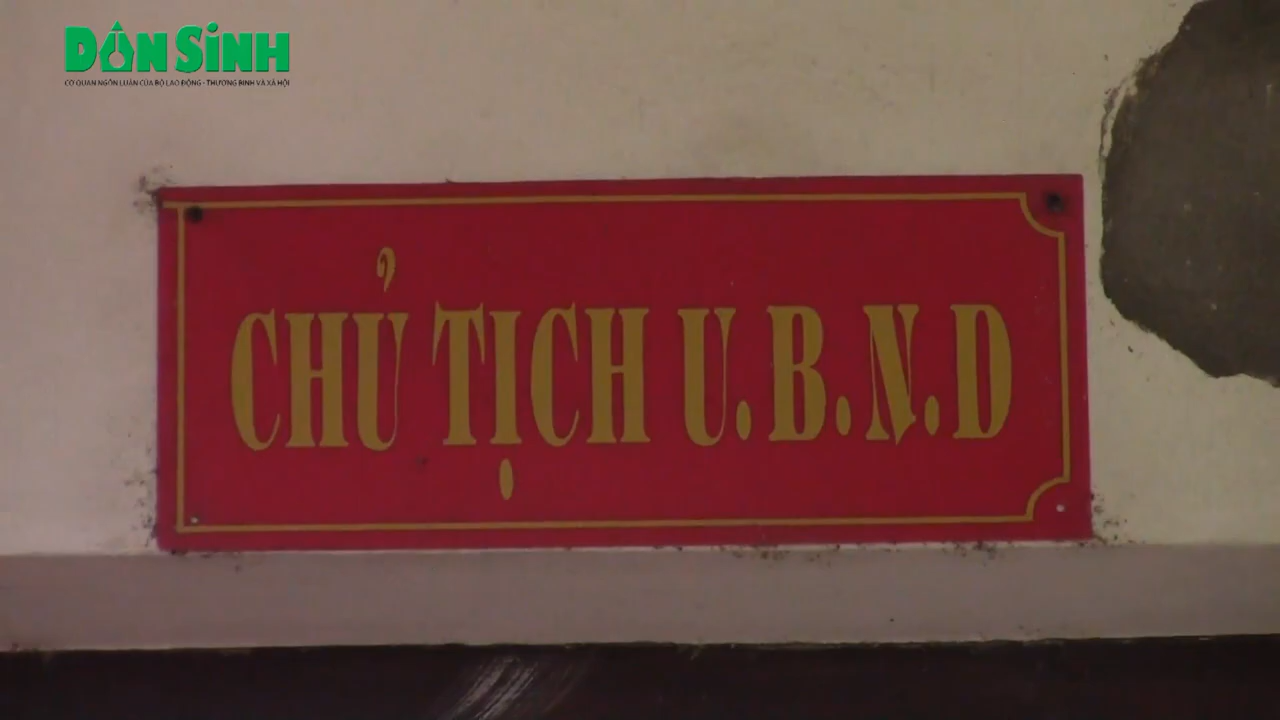 DÂN SINH
CƠ QUAN NGÔN LUẬN CỦA BỘ LAO ĐỘNG - THƯƠNG BINH VÀ XÃ HỘI
CHỦ TỊCH U.B.N.D